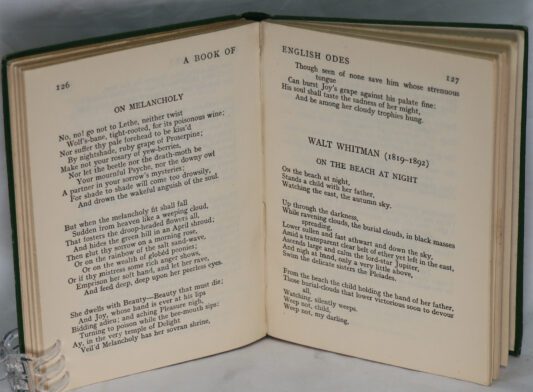 126
A BOOK OF
ON MELANCHOLY
No, no! go not to Lethe, neither twist
Wolf's-bane, tight-rooted, for its poisonous wine;
Nor suffer thy pale forehead to be kiss'd
By nightshade, ruby grape of Proserpine;
Make not your rosary of yew-berries,
Nor let the beetle nor the death-moth be
Your mournful Psyche, nor the downy owl
A partner in your sorrow's mysteries;
For shade to shade will come too drowsily,
And drown the wakeful anguish of the soul.
But when the melancholy fit shall fall
Sudden from heaven like a weeping cloud,
That fosters the droop-headed flowers all,
And hides the green hill in an April shroud;
Then glut thy sorrow on a morning rose,
Or on the rainbow of the salt sand-wave,
Or on the wealth of globèd peonies;
Or if thy mistress some rich anger shows,
Emprison her soft hand, and let her rave,
And feed deep, deep upon her peerless eyes.
She dwells with Beauty—Beauty that must die;
And Joy, whose hand is ever at his lips
Bidding adieu; and aching Pleasure nigh,
Turning to poison while the bee-mouth sips:
Ay, in the very temple of Delight
Veil'd Melancholy has her sovran shrine,
ENGLISH ODES
127
Though seen of none save him whose strenuous
tongue
Can burst Joy's grape against his palate fine:
His soul shall taste the sadness of her might,
And be among her cloudy trophies hung.
WALT WHITMAN (1819-1892)
ON THE BEACH AT NIGHT
On the beach at night,
Stands a child with her father,
Watching the east, the autumn sky.
Up through the darkness,
While ravening clouds, the burial clouds, in black masses
spreading,
Lower sullen and fast athwart and down the sky,
Amid a transparent clear belt of ether yet left in the east,
Ascends large and calm the lord-star Jupiter,
And nigh at hand, only a very little above,
Swim the delicate sisters the Pleiades.
From the beach the child holding the hand of her father,
Those burial-clouds that lower victorious soon to devour
all,
Watching, silently weeps.
Weep not, child,
Weep not, my darling,